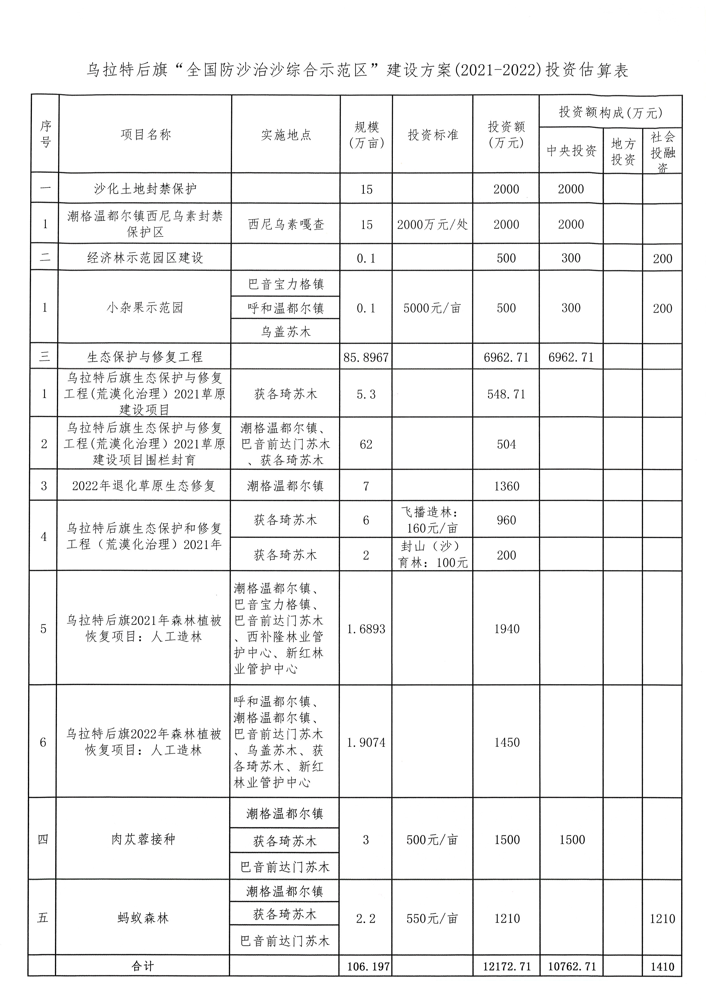 乌拉特后旗“全国防沙治沙综合示范区”建设方案(2021-2022)投资估算表
序
号
项目名称
实施地点
规模
(万亩)
投资标准
投资额
(万元)
投资额构成(万元)
中央投资
地方
投资
社会
投融
资
一 沙化土地封禁保护 15 2000 2000
1
潮格温都尔镇西尼乌素封禁
保护区
西尼乌素嘎查 15 2000万元/处 2000 2000
二 经济林示范园区建设 0.1 500 300 200
1 小杂果示范园
巴音宝力格镇
呼和温都尔镇
乌盖苏木
0.1 5000元/亩 500 300 200
三 生态保护与修复工程 85.8967 6962.71 6962.71
1
乌拉特后旗生态保护与修复
工程(荒漠化治理）2021草原
建设项目
获各琦苏木 5.3 548.71
2
乌拉特后旗生态保护与修复
工程(荒漠化治理）2021草原
建设项目围栏封育
潮格温都尔镇、
巴音前达门苏木
、获各琦苏木
62 504
3 2022年退化草原生态修复 潮格温都尔镇 7 1360
4
乌拉特后旗生态保护和修复
工程（荒漠化治理）2021年
获各琦苏木 6
飞播造林：
160元/亩
960
获各琦苏木 2
封山（沙）
育林：100元
200
5
乌拉特后旗2021年森林植被
恢复项目：人工造林
潮格温都尔镇、
巴音宝力格镇、
巴音前达门苏木
、西补隆林业管
护中心、新红林
业管护中心
1.6893 1940
6
乌拉特后旗2022年森林植被
恢复项目：人工造林
呼和温都尔镇、
潮格温都尔镇、
巴音前达门苏木
、乌盖苏木、获
各琦苏木、新红
林业管护中心
1.9074 1450
四 肉苁蓉接种
潮格温都尔镇
获各琦苏木
巴音前达门苏木
3 500元/亩 1500 1500
五 蚂蚁森林
潮格温都尔镇
获各琦苏木
巴音前达门苏木
2.2 550元/亩 1210 1210
合计 106.197 12172.71 10762.71 1410